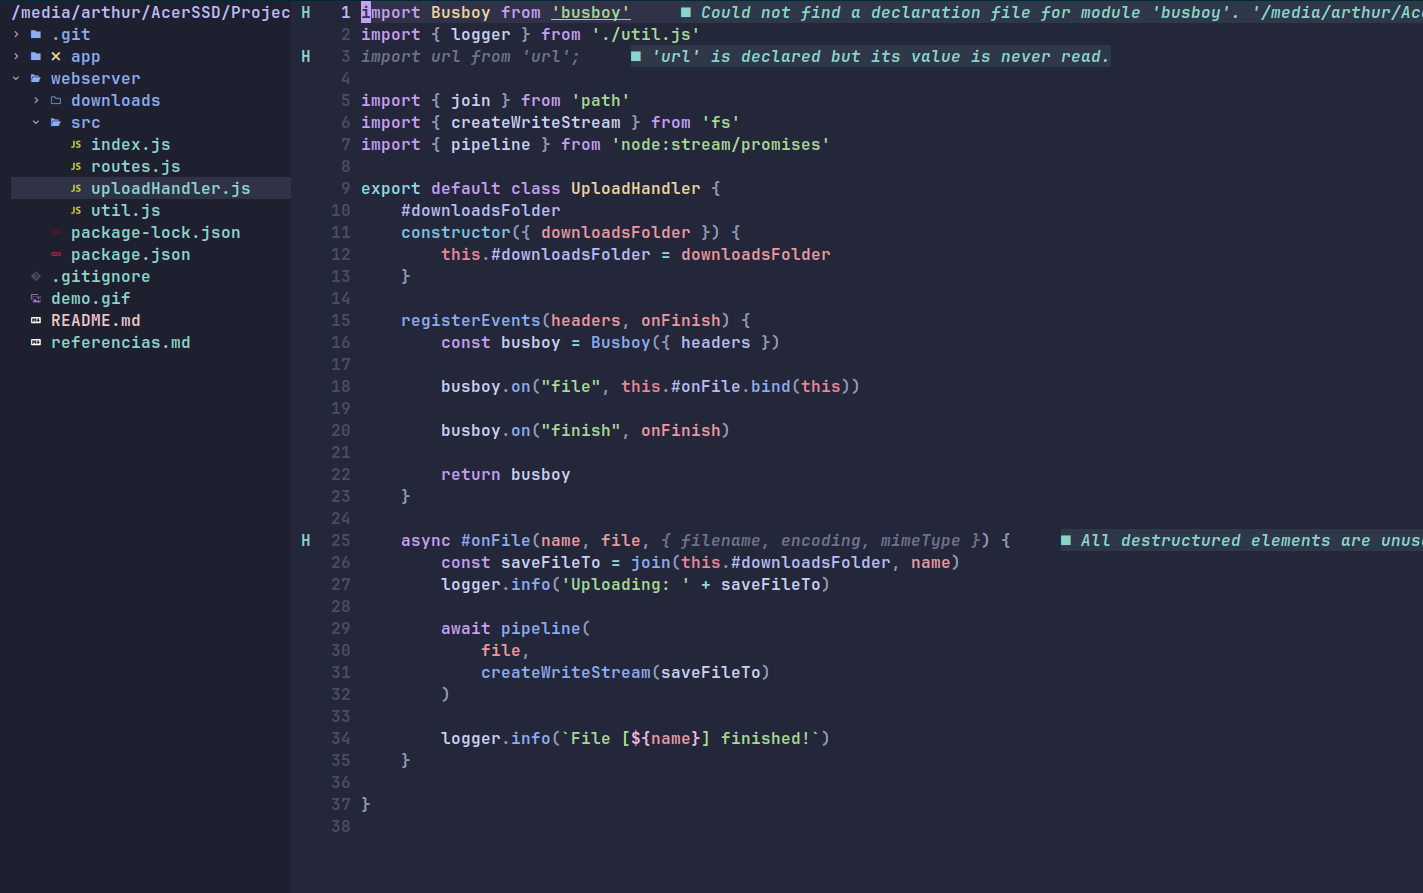 /media/arthur/AcerSSD/Projec
.git
app
webserver
downloads
src
JS index.js
JS routes.js
JS uploadHandler.js
JS util.js
package-lock.json
package.json
.gitignore
demo.gif
README.md
referencias.md
H 1 import Busboy from 'busboy' ■ Could not find a declaration file for module 'busboy'. '/media/arthur/Ac
2 import { logger } from './util.js'
H 3 import url from 'url'; ■ 'url' is declared but its value is never read.
4
5 import { join } from 'path'
6 import { createWriteStream } from 'fs'
7 import { pipeline } from 'node:stream/promises'
8
9 export default class UploadHandler {
10     #downloadsFolder
11     constructor({ downloadsFolder }) {
12         this.#downloadsFolder = downloadsFolder
13     }
14
15     registerEvents(headers, onFinish) {
16         const busboy = Busboy({ headers })
17
18         busboy.on("file", this.#onFile.bind(this))
19
20         busboy.on("finish", onFinish)
21
22         return busboy
23     }
24
H 25     async #onFile(name, file, { filename, encoding, mimeType }) { ■ All destructured elements are unus
26         const saveFileTo = join(this.#downloadsFolder, name)
27         logger.info('Uploading: ' + saveFileTo)
28
29         await pipeline(
30             file,
31             createWriteStream(saveFileTo)
32         )
33
34         logger.info(`File [${name}] finished!`)
35     }
36
37 }
38